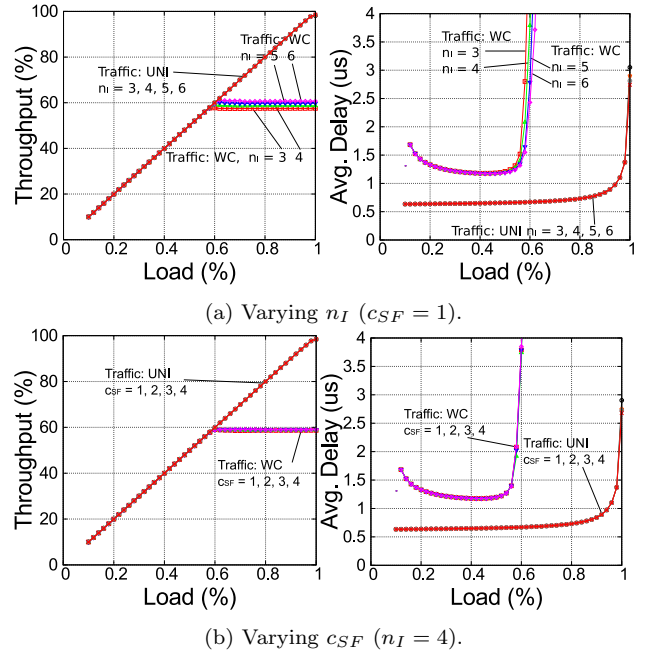 Throughput (%)
100
80
60
40
20
0
0
0.2
0.4
0.6
0.8
1
Load (%)
Traffic: UNI
nI = 3, 4, 5, 6
Traffic: WC
nI = 5 6
Traffic: WC, nI = 3 4
Avg. Delay (us)
4
3.5
3
2.5
2
1.5
1
0.5
0
0
0.2
0.4
0.6
0.8
1
Load (%)
Traffic: WC
nI = 3
nI = 4
Traffic: WC
nI = 5
nI = 6
Traffic: UNI nI = 3, 4, 5, 6
(a) Varying nI (cSF = 1).
Throughput (%)
100
80
60
40
20
0
0
0.2
0.4
0.6
0.8
1
Load (%)
Traffic: UNI
cSF = 1, 2, 3, 4
Traffic: WC
cSF = 1, 2, 3, 4
Avg. Delay (us)
4
3.5
3
2.5
2
1.5
1
0.5
0
0
0.2
0.4
0.6
0.8
1
Load (%)
Traffic: WC
cSF = 1, 2, 3, 4
Traffic: UNI
cSF = 1, 2, 3, 4
(b) Varying cSF (nI = 4).